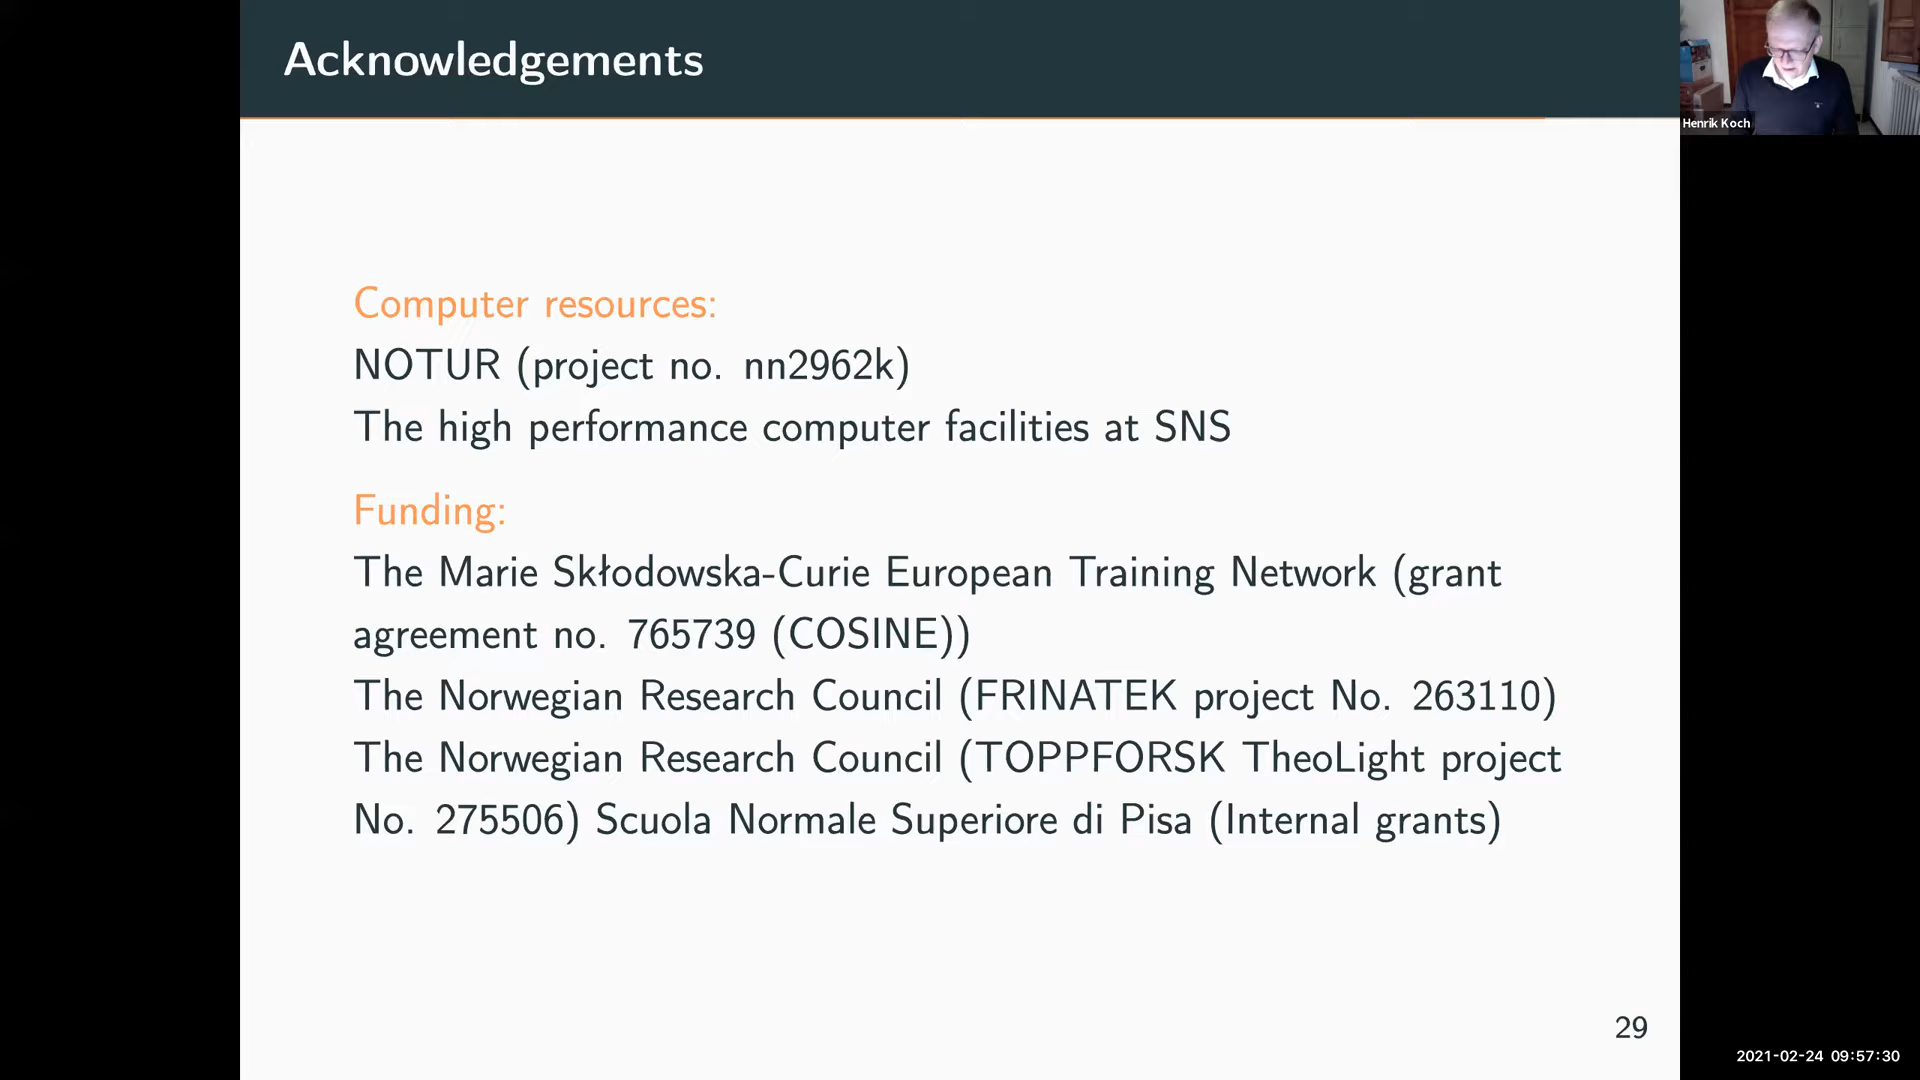 Acknowledgements
Henrik Koch
Computer resources:
NOTUR (project no. nn2962k)
The high performance computer facilities at SNS
Funding:
The Marie Skłodowska-Curie European Training Network (grant
agreement no. 765739 (COSINE))
The Norwegian Research Council (FRINATEK project No. 263110)
The Norwegian Research Council (TOPPFORSK TheoLight project
No. 275506) Scuola Normale Superiore di Pisa (Internal grants)
29
2021-02-24 09:57:30